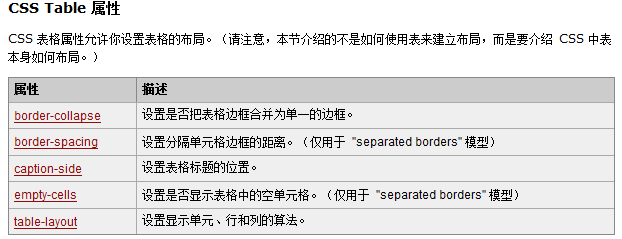 CSS Table 属性
CSS 表格属性允许你设置表格的布局。（请注意，本节介绍的不是如何使用表来建立布局，而是要介绍 CSS 中表
本身如何布局。）
属性 描述
border-collapse 设置是否把表格边框合并为单一的边框。
border-spacing 设置分隔单元格边框的距离。（仅用于 "separated borders" 模型）
caption-side 设置表格标题的位置。
empty-cells 设置是否显示表格中的空单元格。（仅用于 "separated borders" 模型）
table-layout 设置显示单元、行和列的算法。